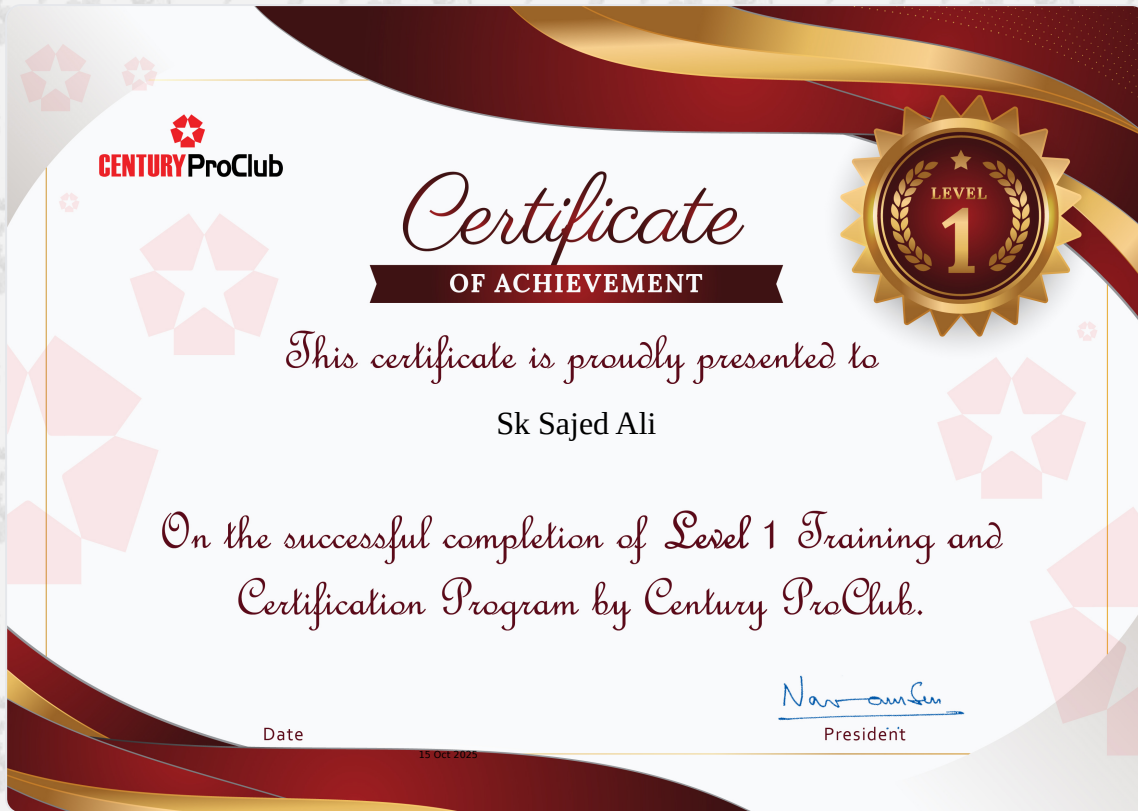 CENTURY ProClub
LEVEL
1
Certificate
OF ACHIEVEMENT
This certificate is proudly presented to
Sk Sajed Ali
On the successful completion of Level 1 Training and
Certification Program by Century ProClub.
Date
President
15 Oct 2025